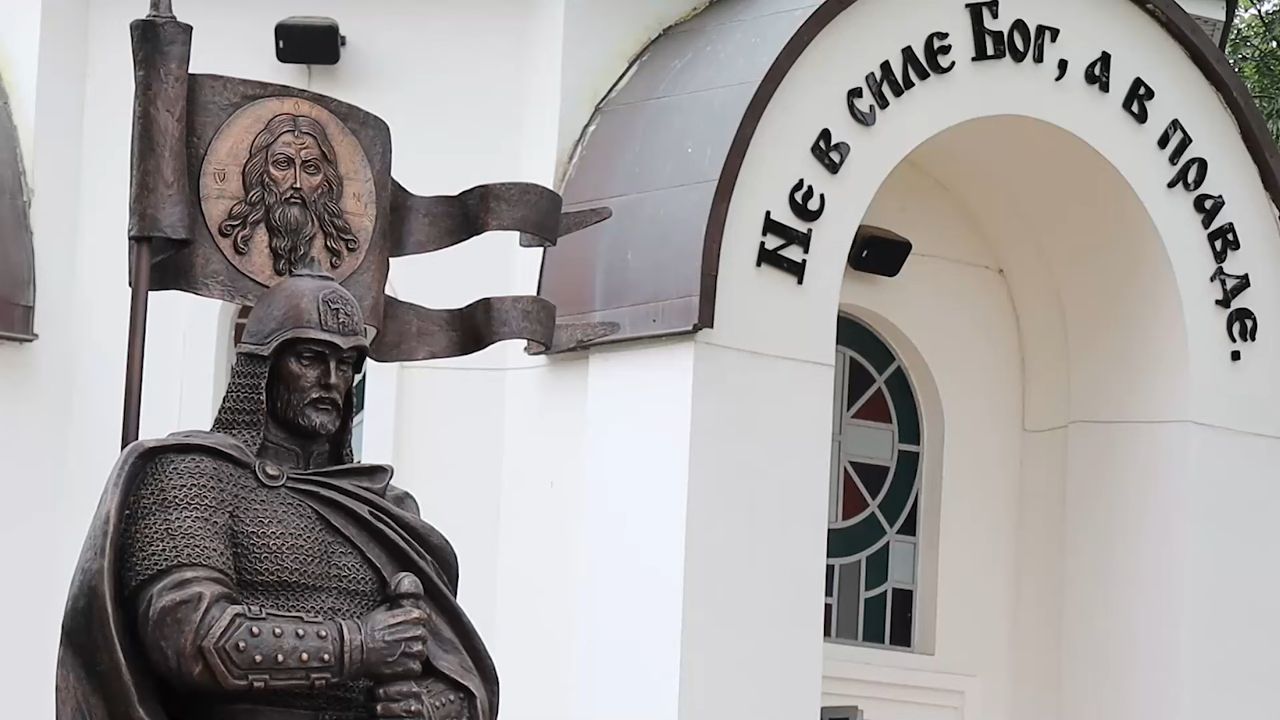 Не в силе Бог, а в правде.